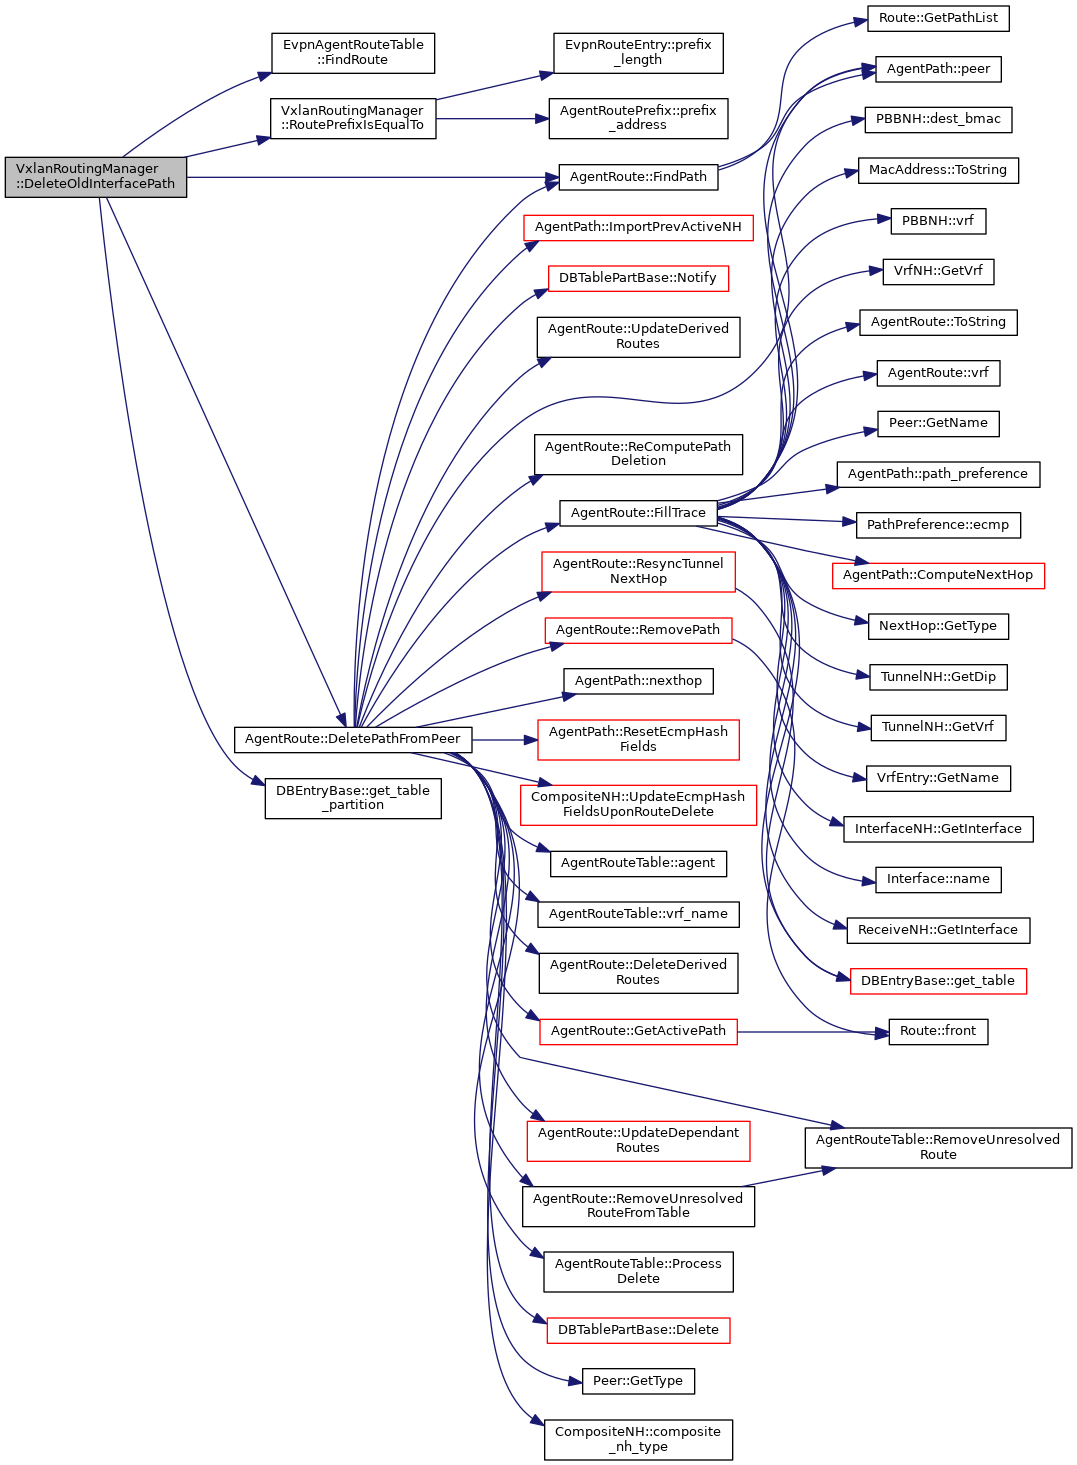 VxlanRoutingManager
::DeleteOldInterfacePath
EvpnAgentRouteTable
::FindRoute
VxlanRoutingManager
::RoutePrefixIsEqualTo
AgentRoute::DeletePathFromPeer
DBEntryBase::get_table
_partition
EvpnRouteEntry::prefix
_length
AgentRoutePrefix::prefix
_address
AgentRoute::FindPath
AgentPath::ImportPrevActiveNH
DBTablePartBase::Notify
AgentRoute::UpdateDerived
Routes
AgentRoute::ReComputePath
Deletion
AgentRoute::FillTrace
AgentRoute::ResyncTunnel
NextHop
AgentRoute::RemovePath
AgentPath::nexthop
AgentPath::ResetEcmpHash
Fields
CompositeNH::UpdateEcmpHash
FieldsUponRouteDelete
AgentRouteTable::agent
AgentRouteTable::vrf_name
AgentRoute::DeleteDerived
Routes
AgentRoute::GetActivePath
AgentRoute::UpdateDependant
Routes
AgentRoute::RemoveUnresolved
RouteFromTable
AgentRouteTable::Process
Delete
DBTablePartBase::Delete
Peer::GetType
CompositeNH::composite
_nh_type
Route::GetPathList
AgentPath::peer
PBBNH::dest_bmac
MacAddress::ToString
PBBNH::vrf
VrfNH::GetVrf
AgentRoute::ToString
AgentRoute::vrf
Peer::GetName
AgentPath::path_preference
PathPreference::ecmp
AgentPath::ComputeNextHop
NextHop::GetType
TunnelNH::GetDip
TunnelNH::GetVrf
VrfEntry::GetName
InterfaceNH::GetInterface
Interface::name
ReceiveNH::GetInterface
DBEntryBase::get_table
Route::front
AgentRouteTable::RemoveUnresolved
Route